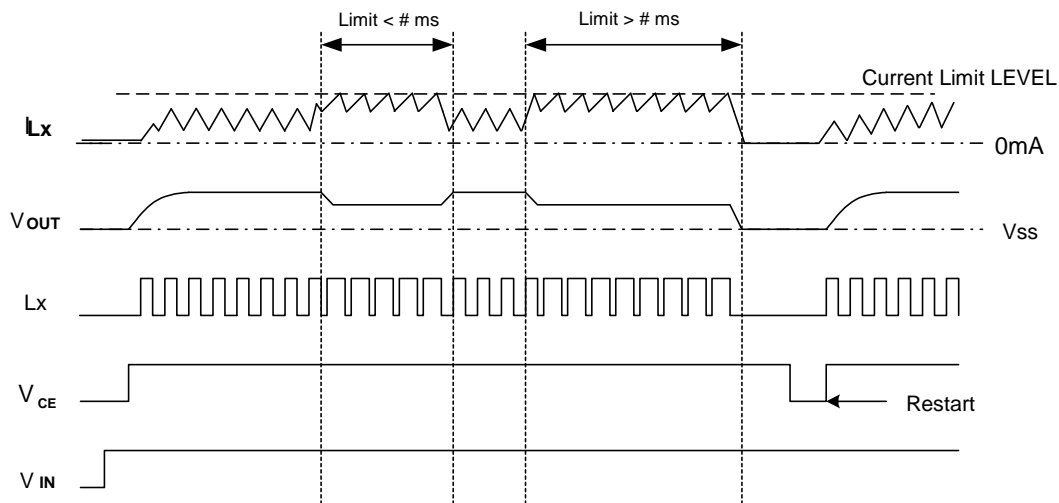 Limit < # ms
Limit > # ms
Current Limit LEVEL
ILx
0mA
VOUT
Vss
Lx
VCE
Restart
VIN